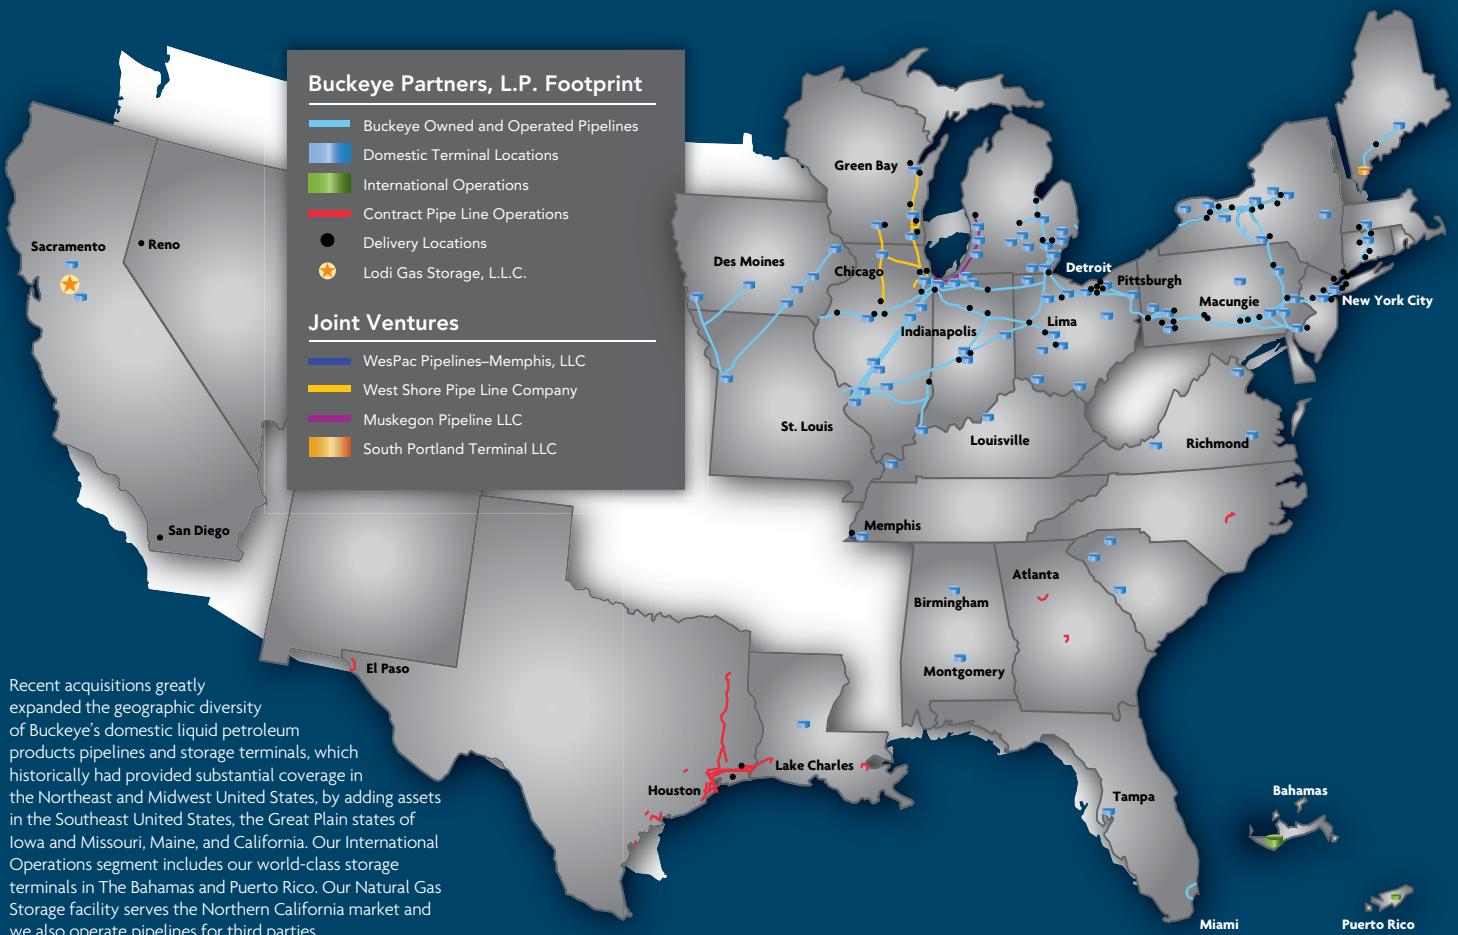 Buckeye Partners, L.P. Footprint
Buckeye Owned and Operated Pipelines
Domestic Terminal Locations
International Operations
Contract Pipe Line Operations
Delivery Locations
Lodi Gas Storage, L.L.C.
Joint Ventures
WesPac Pipelines–Memphis, LLC
West Shore Pipe Line Company
Muskegon Pipeline LLC
South Portland Terminal LLC
Green Bay
Sacramento
Reno
Des Moines
Chicago
Detroit
Pittsburgh
Macungie
New York City
Indianapolis
Lima
St. Louis
Louisville
Richmond
San Diego
Memphis
Atlanta
Birmingham
Montgomery
El Paso
Lake Charles
Houston
Tampa
Bahamas
Miami
Puerto Rico
Recent acquisitions greatly
expanded the geographic diversity
of Buckeye's domestic liquid petroleum
products pipelines and storage terminals, which
historically had provided substantial coverage in
the Northeast and Midwest United States, by adding assets
in the Southeast United States, the Great Plain states of
Iowa and Missouri, Maine, and California. Our International
Operations segment includes our world-class storage
terminals in The Bahamas and Puerto Rico. Our Natural Gas
Storage facility serves the Northern California market and
we also operate pipelines for third parties.